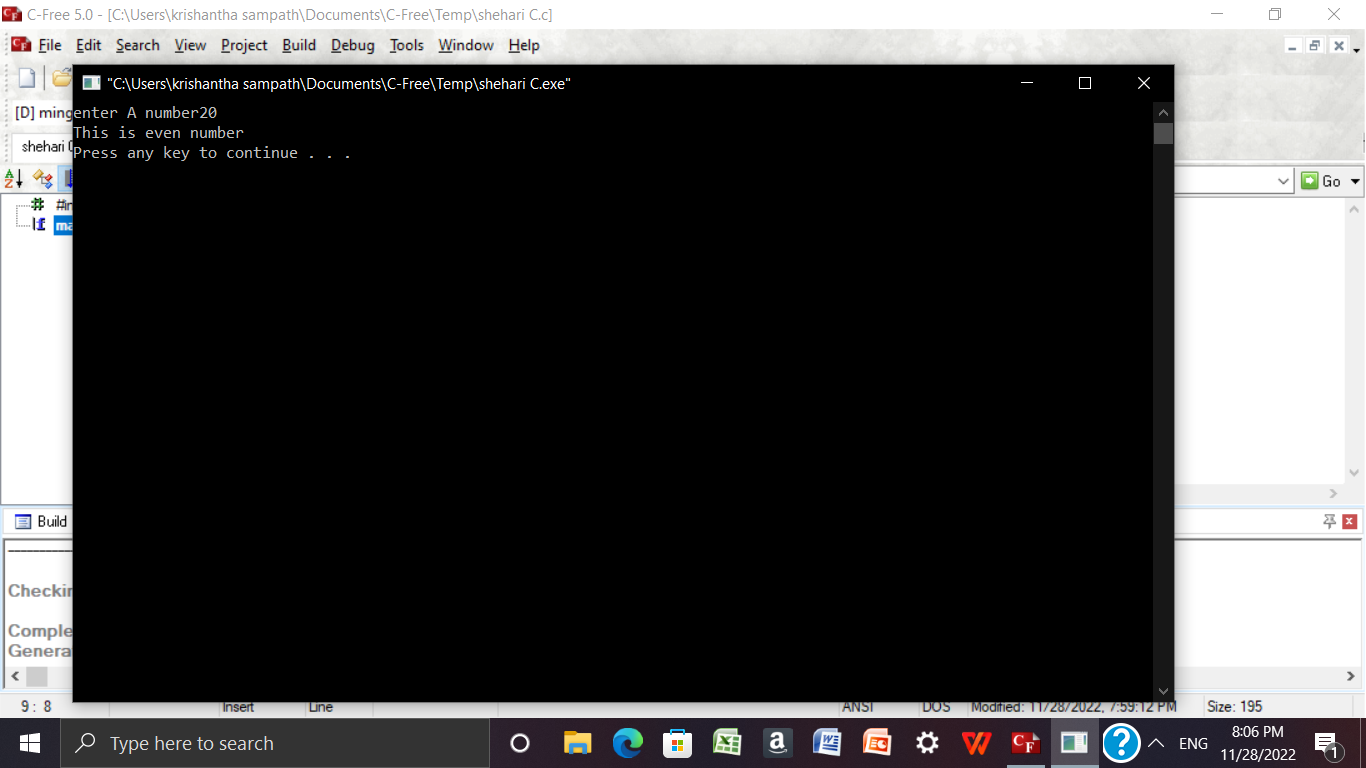 C-Free 5.0 - [C:\Users\krishantha sampath\Documents\C-Free\Temp\shehari C.c]
File Edit Search View Project Build Debug Tools Window Help
"C:\Users\krishantha sampath\Documents\C-Free\Temp\shehari C.exe"
[D] ming
enter A number20
This is even number
shehari
Press any key to continue . . .
Go
#in
ma
Build
Checkin
Comple
Genera
9 : 8 Insert Line ANSI DOS Modified: 11/28/2022, 7:59:12 PM Size: 195
Type here to search
ENG
8:06 PM
11/28/2022
1